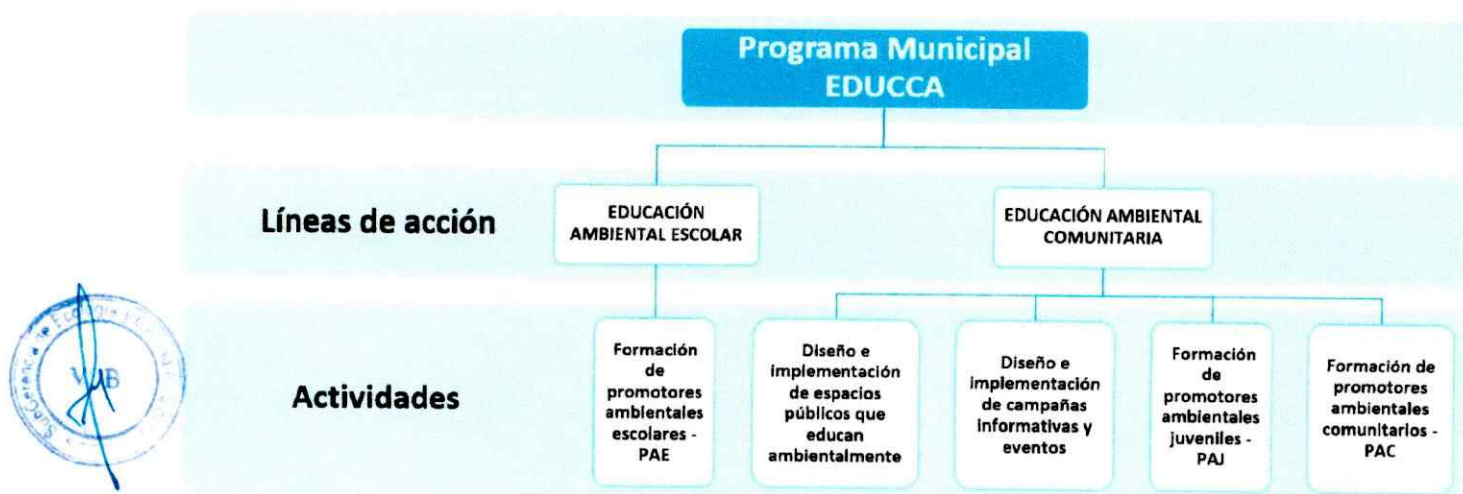 Programa Municipal
EDUCCA
Líneas de acción
EDUCACIÓN
AMBIENTAL ESCOLAR
EDUCACIÓN AMBIENTAL
COMUNITARIA
Actividades
Formación
de
promotores
ambientales
escolares -
PAE
Diseño e
implementación
de espacios
públicos que
educan
ambientalmente
Diseño e
implementación
de campañas
informativas y
eventos
Formación
de
promotores
ambientales
juveniles -
PAJ
Formación de
promotores
ambientales
comunitarios -
PAC
SubGerencia de